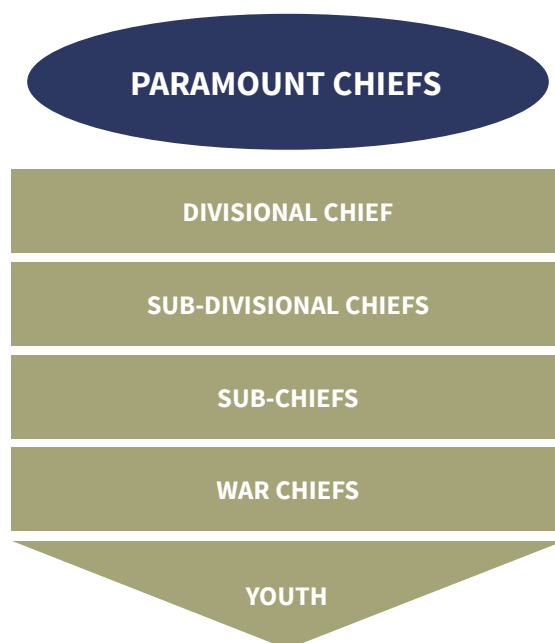 PARAMOUNT CHIEFS
DIVISIONAL CHIEF
SUB-DIVISIONAL CHIEFS
SUB-CHIEFS
WAR CHIEFS
YOUTH